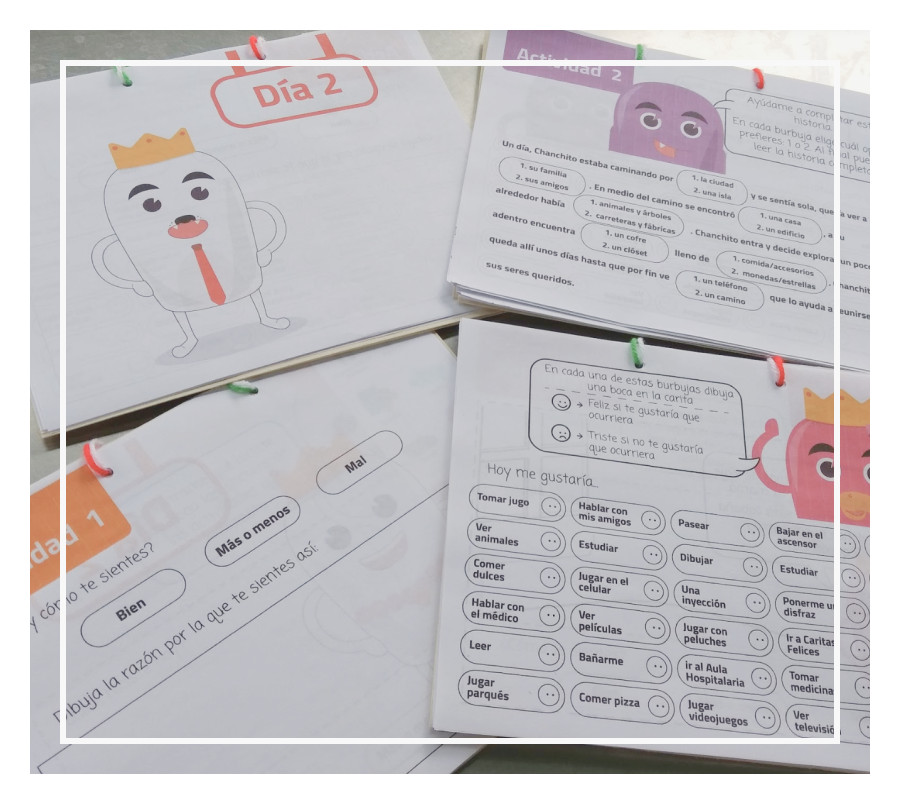 Día 2
Actividad 2
Ayúdame a completar
historia.
En cada burbuja elige cuál
prefieres: 1 o 2. Al final
leer la historia
Un día, Chanchito estaba caminando por
1. la ciudad
2. una isla
y se sentía sola,
ver a
1. su familia
2. sus amigos
. En medio del camino se encontró
1. una casa
2. un edificio
, a su
alrededor había
1. animales y árboles
2. carreteras y fábricas
. Chanchito entra y decide explorar un poco
adentro encuentra
1. un cofre
2. un clóset
lleno de
1. comida/accesorios
2. monedas/estrellas
queda allí unos días hasta que por fin ve
1. un teléfono
2. un camino
que lo ayuda a
sus seres queridos.
dad 1
y cómo te sientes?
Bien
Más o menos
Mal
Dibuja la razón por la que te sientes así:
En cada una de estas burbujas dibuja
una boca en la carita
→ Feliz si te gustaría que
ocurriera
→ Triste si no te gustaría
que ocurriera
Hoy me gustaría...
Tomar jugo
Hablar con
mis amigos
Pasear
Bajar en el
ascensor
Ver
animales
Estudiar
Dibujar
Estudiar
Comer
dulces
Jugar en el
celular
Una
inyección
Ponerme un
disfraz
Hablar con
el médico
Ver
películas
Jugar con
peluches
Ir a Caritas
Felices
Leer
Bañarme
ir al Aula
Hospitalaria
Tomar
medicina
Jugar
parqués
Comer pizza
Jugar
videojuegos
Ver
televisión